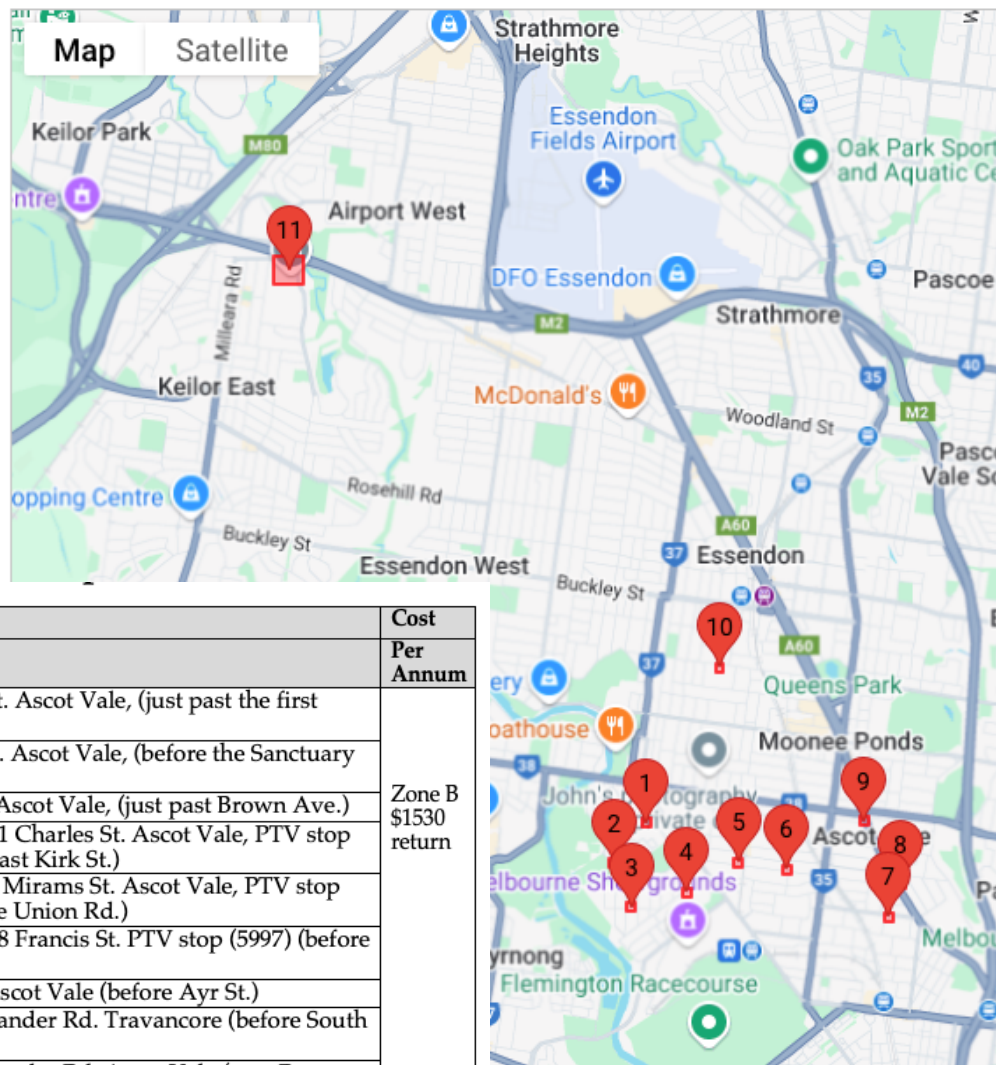 Map
Satellite
Strathmore
Heights
Keilor Park
M80
Essendon
Fields Airport
Oak Park Sport
and Aquatic Ce
ntre
Airport West
11
DFO Essendon
Pascoe
Milleara Rd
M2
Strathmore
40
Keilor East
McDonald's
35
M2
Woodland St
Pasco
Vale So
opping Centre
Rosehill Rd
Buckley St
A60
37
Essendon
Essendon West
Buckley St
10
A60
37
Queens Park
ery
oathouse
Moonee Ponds
38
1
9
John's
2
5
6
Ascot
8
3
4
7
35
elbourne Sh
grounds
Melbou
yrnong
Flemington Racecourse
Cost
Per
Annum
t. Ascot Vale, (just past the first
. Ascot Vale, (before the Sanctuary
Ascot Vale, (just past Brown Ave.)
1 Charles St. Ascot Vale, PTV stop
ast Kirk St.)
Mirams St. Ascot Vale, PTV stop
e Union Rd.)
8 Francis St. PTV stop (5997) (before
scot Vale (before Ayr St.)
ander Rd. Travancore (before South
Zone B
$1530
return